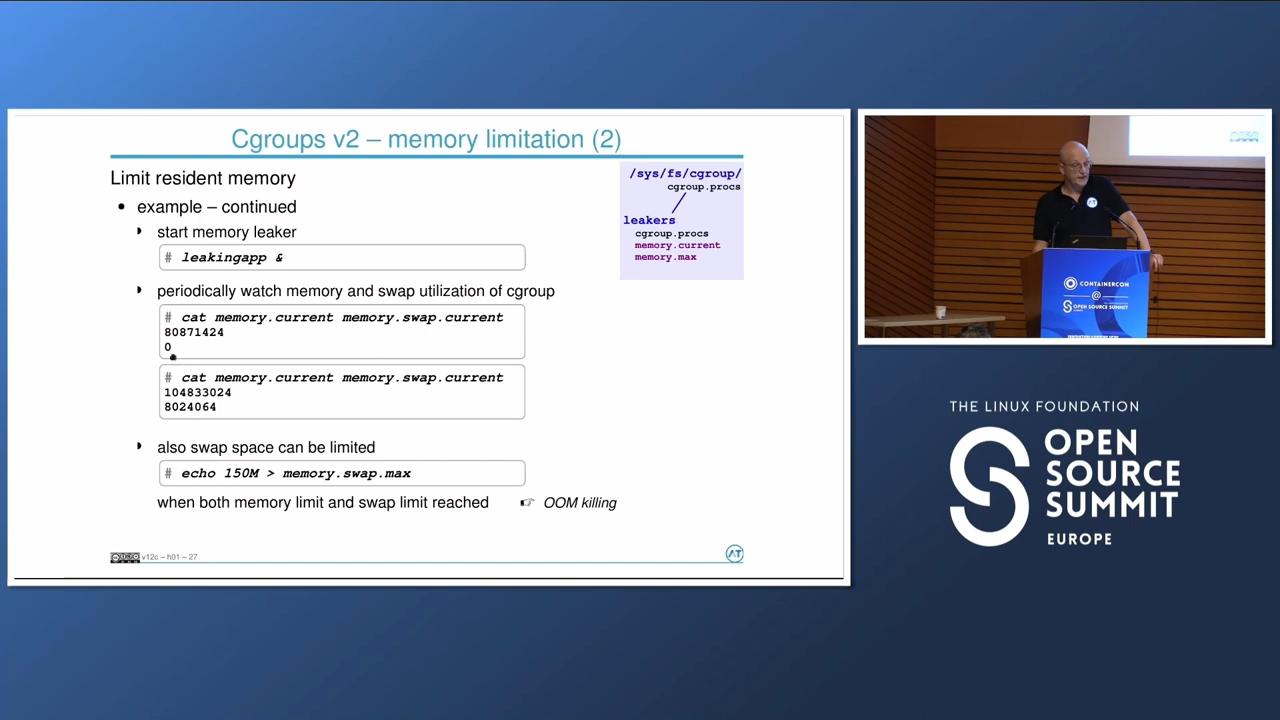 Cgroups v2 – memory limitation (2)
Limit resident memory
• example – continued
start memory leaker
# leakingapp &
periodically watch memory and swap utilization of cgroup
# cat memory.current memory.swap.current
80871424
0
# cat memory.current memory.swap.current
104833024
8024064
also swap space can be limited
# echo 150M > memory.swap.max
when both memory limit and swap limit reached ☞ OOM killing
/sys/fs/cgroup/
cgroup.procs
leakers
cgroup.procs
memory.current
memory.max
v12c – h01 – 27
AT
CONTAINERCON
@
OPEN SOURCE SUMMIT
THE LINUX FOUNDATION
OPEN
SOURCE
SUMMIT
EUROPE